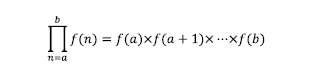 ∏_{n=a}^{b} f(n) = f(a)×f(a + 1)× ⋯×f(b)